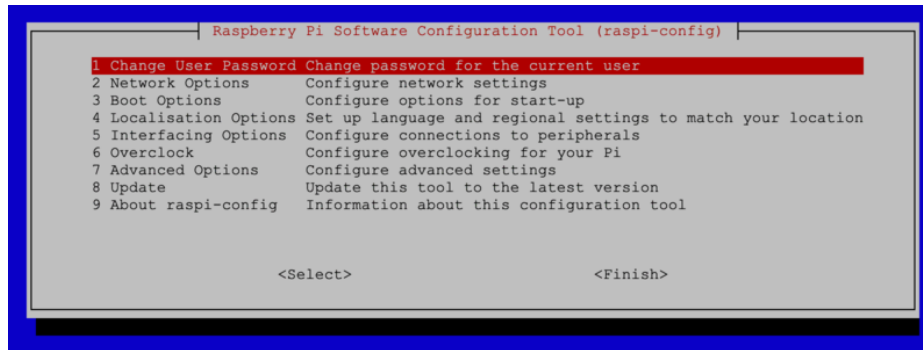 Raspberry Pi Software Configuration Tool (raspi-config)
1 Change User Password Change password for the current user
2 Network Options Configure network settings
3 Boot Options Configure options for start-up
4 Localisation Options Set up language and regional settings to match your location
5 Interfacing Options Configure connections to peripherals
6 Overclock Configure overclocking for your Pi
7 Advanced Options Configure advanced settings
8 Update Update this tool to the latest version
9 About raspi-config Information about this configuration tool
<Select> <Finish>